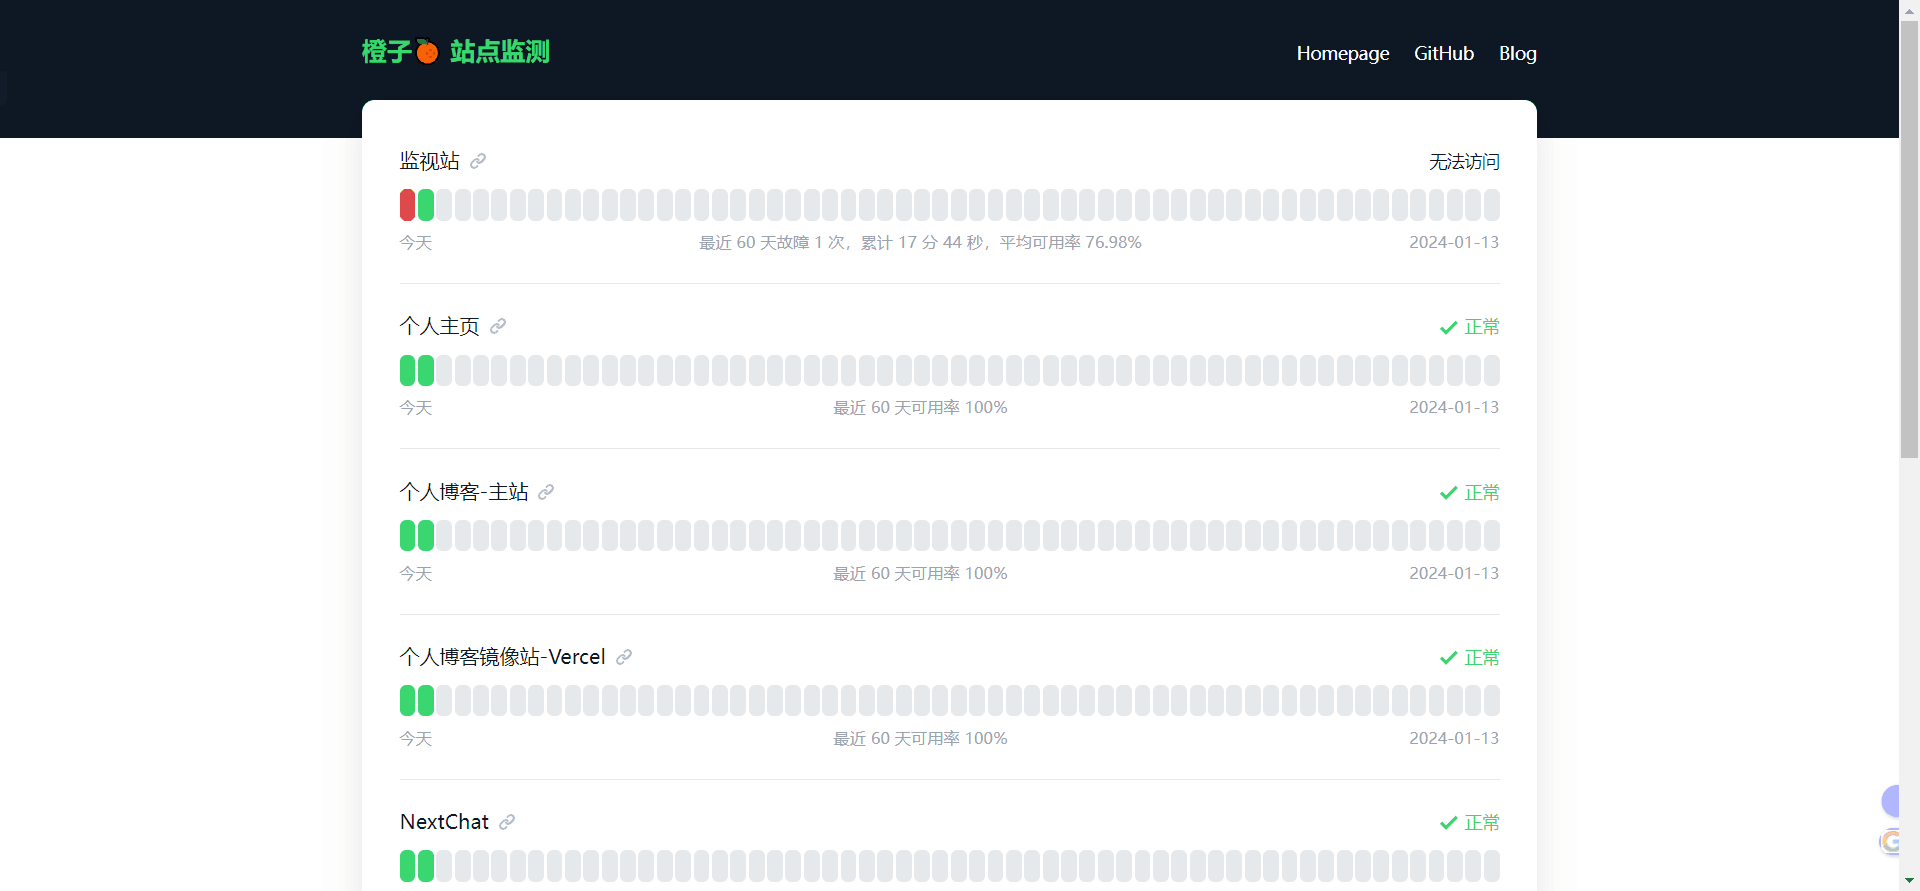 橙子🍊 站点监测
Homepage GitHub Blog
监视站 无法访问
今天 最近 60 天故障 1 次，累计 17 分 44 秒，平均可用率 76.98% 2024-01-13
个人主页 正常
今天 最近 60 天可用率 100% 2024-01-13
个人博客-主站 正常
今天 最近 60 天可用率 100% 2024-01-13
个人博客镜像站-Vercel 正常
今天 最近 60 天可用率 100% 2024-01-13
NextChat 正常